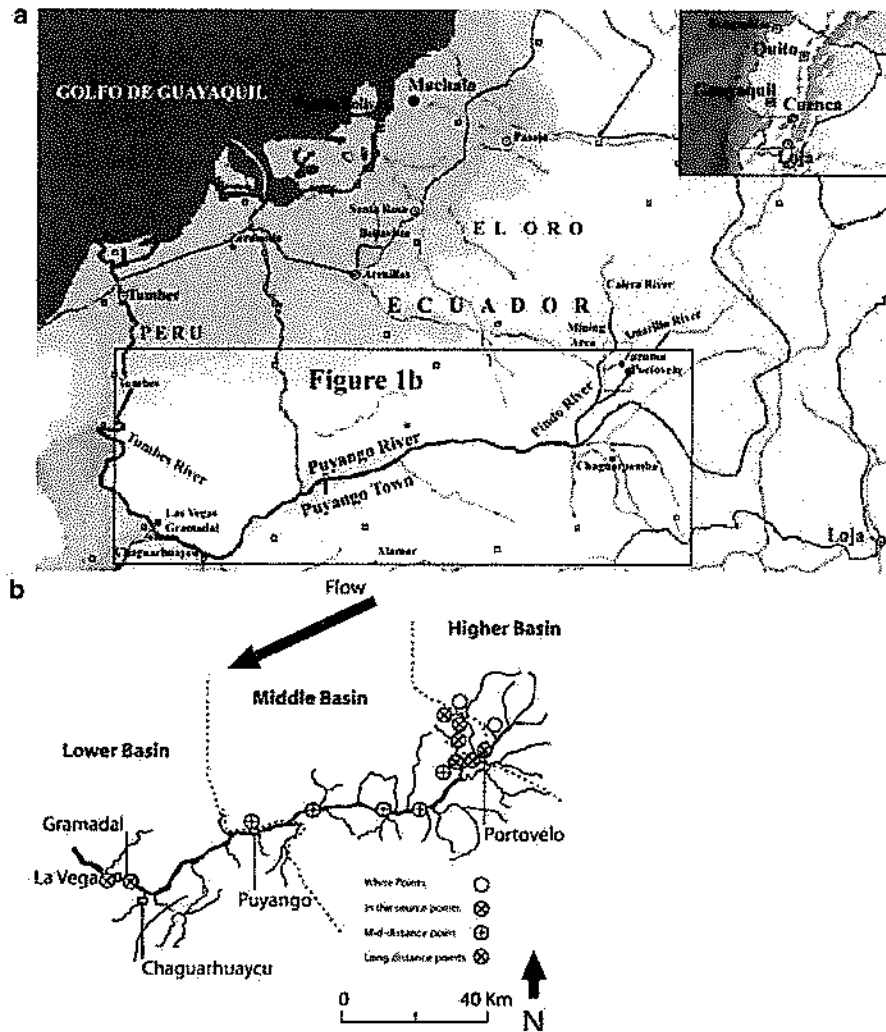 a
GOLFO DE GUAYAQUIL
Machala
Quito
Cuenca
Loja
Pasaje
Santa Rosa
EL ORO
Arenillas
ECUADOR
Calera River
Tumbes
PERU
Mining
Area
Amarillo River
Figure 1b
Portovelo
Pindo River
Tumbes River
Puyango River
Puyango Town
Las Vegas
Gramadal
Chaguarhuaycu
Alamor
Loja
b
Flow
Higher Basin
Middle Basin
Lower Basin
Gramadal
La Vega
Puyango
Portovelo
Chaguarhuaycu
White Points
In the source points
Mid-distance point
Long distance points
0
40 Km
N